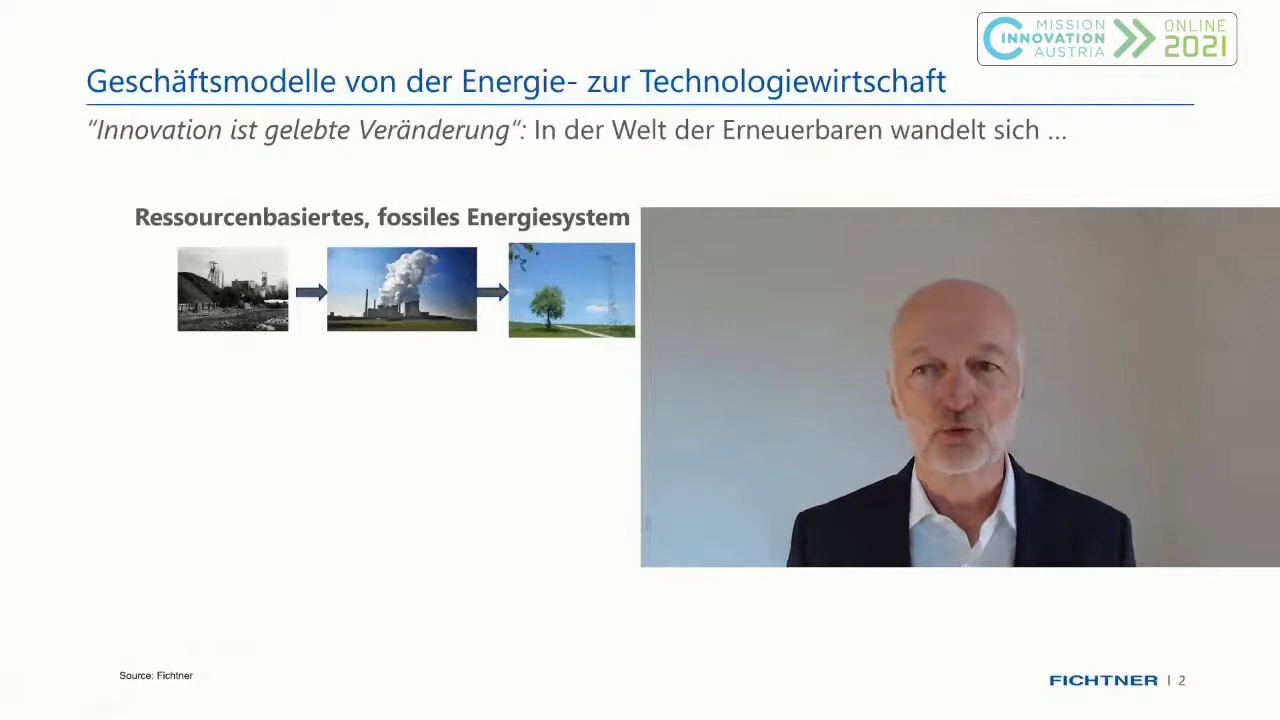 MISSION
INNOVATION
AUSTRIA
ONLINE
2021
Geschäftsmodelle von der Energie- zur Technologiewirtschaft
“Innovation ist gelebte Veränderung“: In der Welt der Erneuerbaren wandelt sich ...
Ressourcenbasiertes, fossiles Energiesystem
Source: Fichtner
FICHTNER | 2